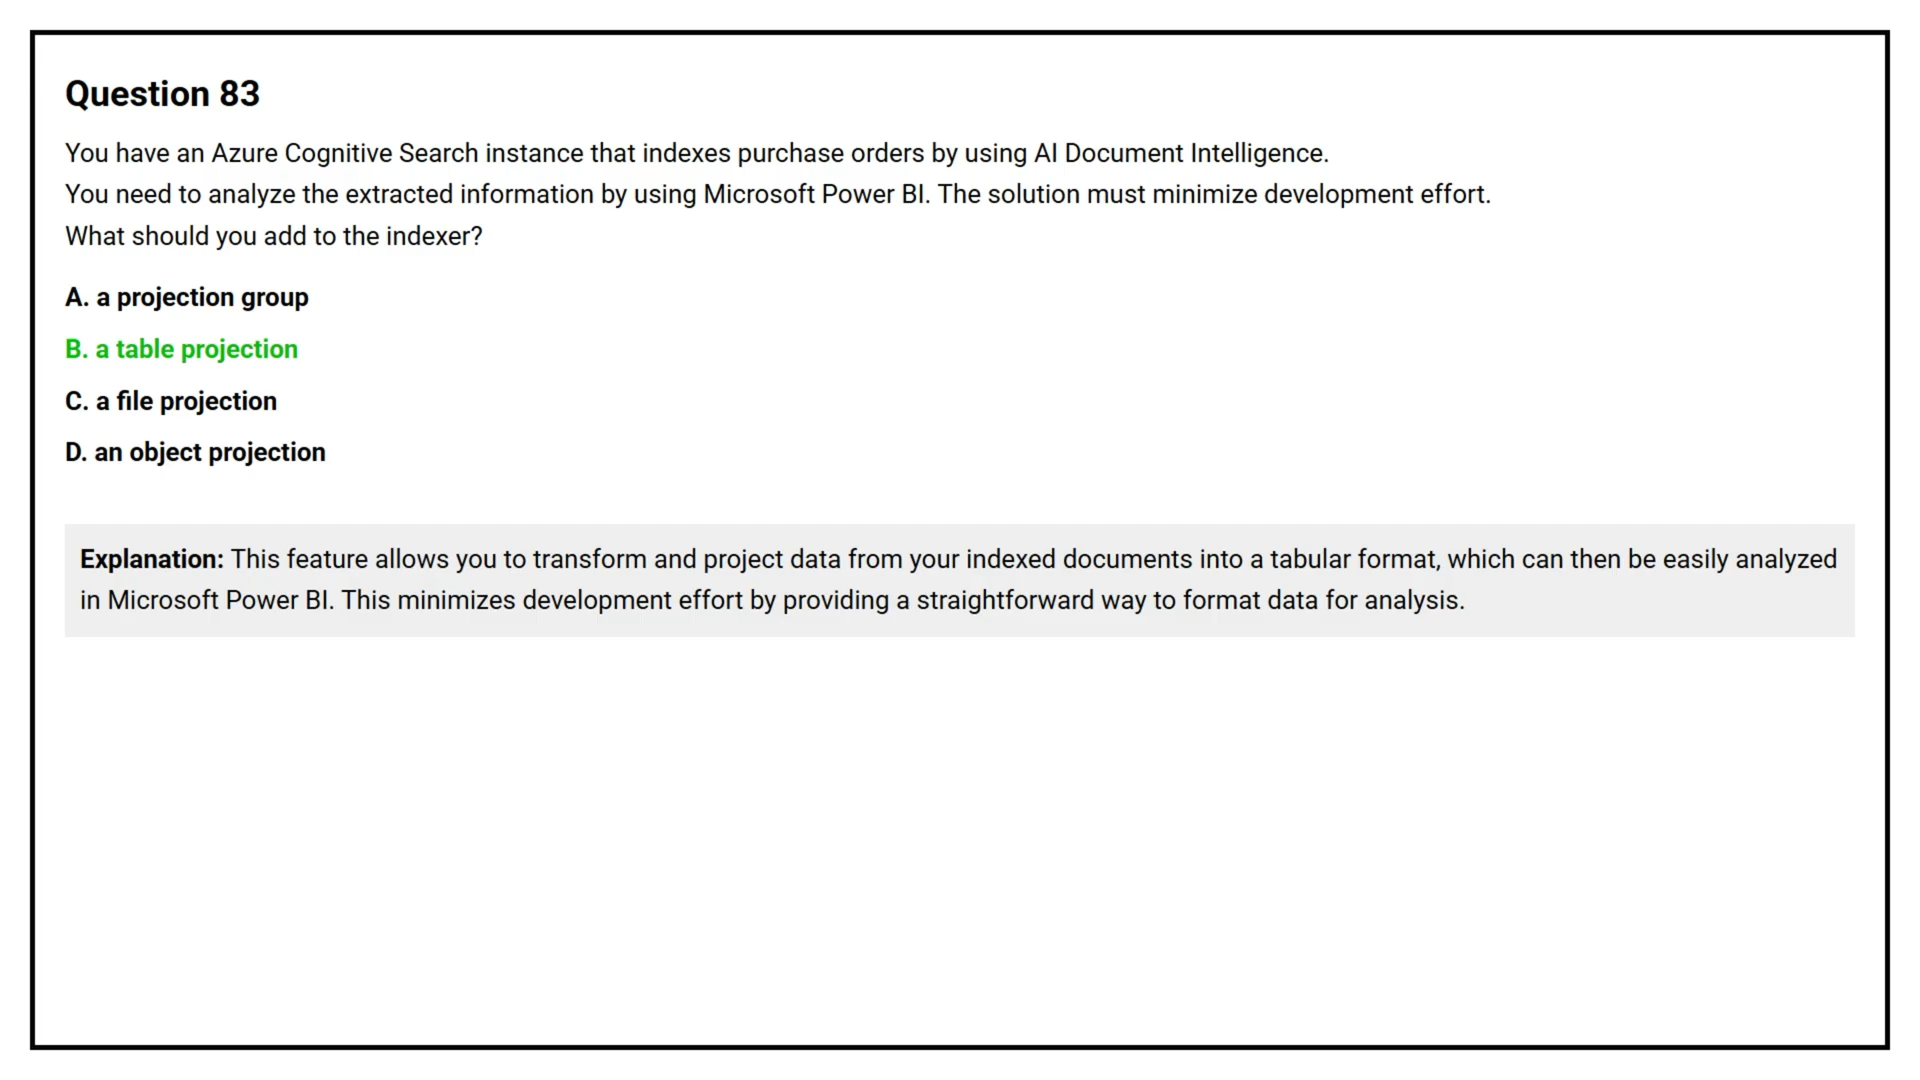 Question 83
You have an Azure Cognitive Search instance that indexes purchase orders by using AI Document Intelligence.
You need to analyze the extracted information by using Microsoft Power BI. The solution must minimize development effort.
What should you add to the indexer?
A. a projection group
B. a table projection
C. a file projection
D. an object projection
Explanation: This feature allows you to transform and project data from your indexed documents into a tabular format, which can then be easily analyzed
in Microsoft Power BI. This minimizes development effort by providing a straightforward way to format data for analysis.